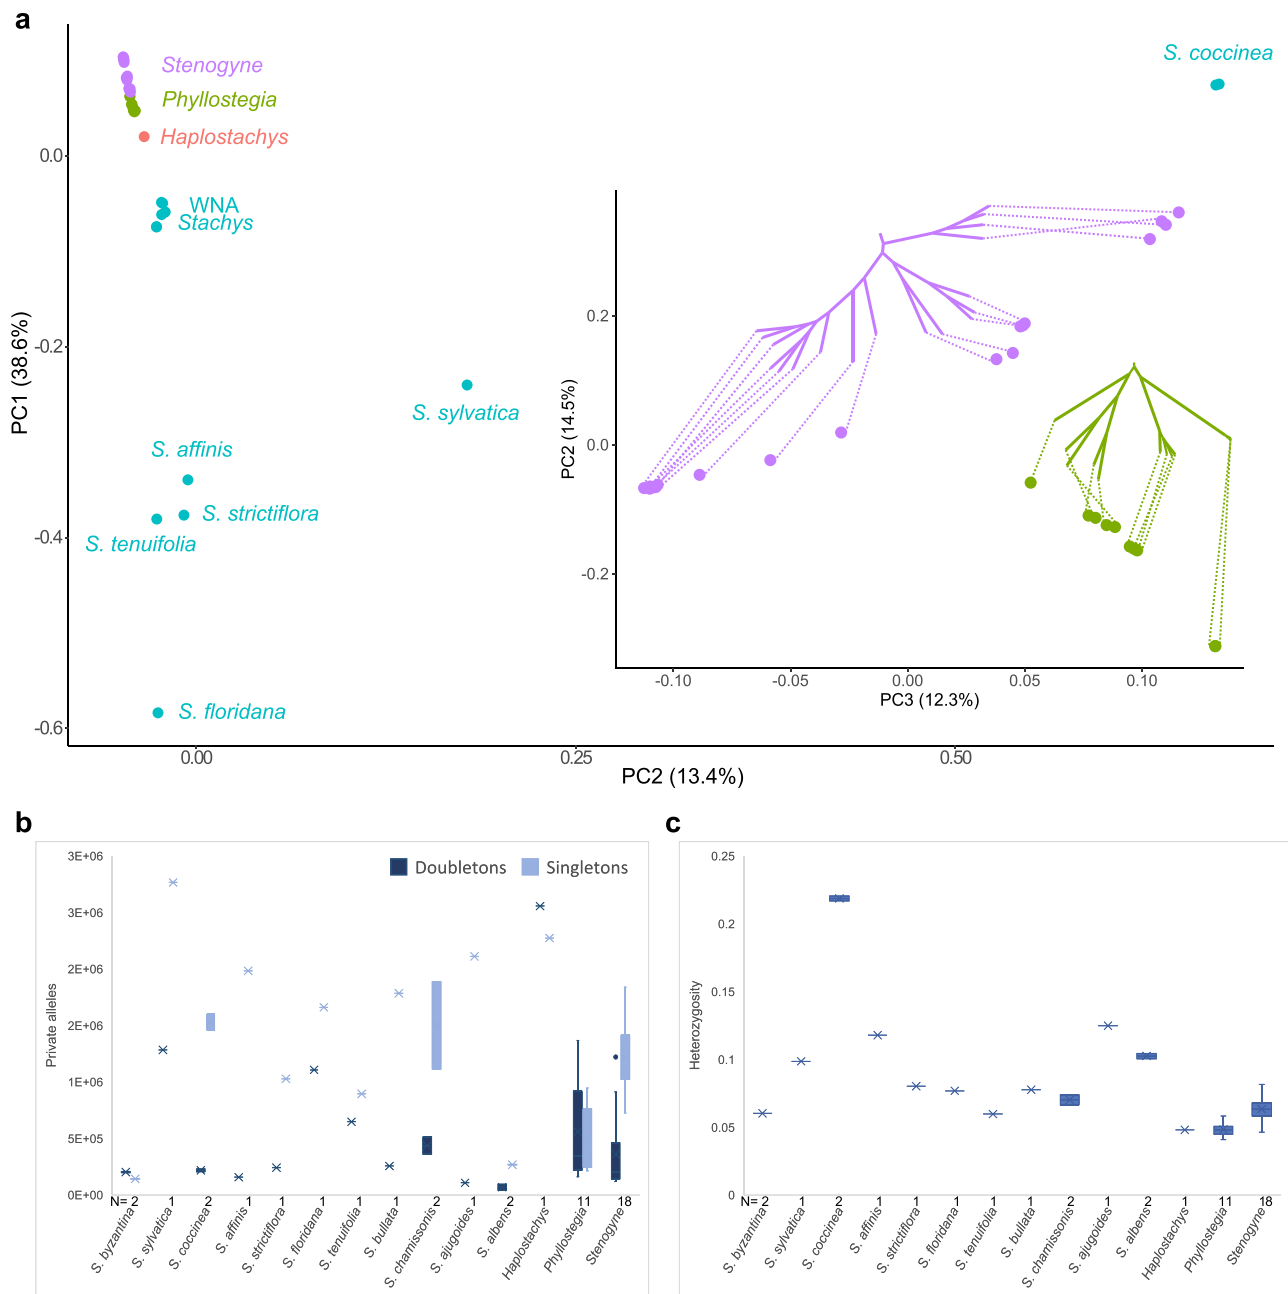 a
Stenogyne
Phyllostegia
Haplostachys
WNA
Stachys
S. coccinea
S. sylvatica
S. affinis
S. strictiflora
S. tenuifolia
S. floridana
PC1 (38.6%)
0.0
-0.2
-0.4
-0.6
0.00
0.25
0.50
PC2 (13.4%)
PC2 (14.5%)
0.2
0.0
-0.2
-0.10
-0.05
0.00
0.05
0.10
PC3 (12.3%)
b
Doubletons
Singletons
Private alleles
3E+06
3E+06
2E+06
2E+06
1E+06
5E+05
0E+00
N= 2 1 2 1 1 1 1 1 2 1 2 1 11 18
S. byzantina
S. sylvatica
S. coccinea
S. affinis
S. strictiflora
S. floridana
S. tenuifolia
S. bullata
S. chamissonis
S. ajugoides
S. albens
Haplostachys
Phyllostegia
Stenogyne
c
Heterozygosity
0.25
0.2
0.15
0.1
0.05
0
N= 2 1 2 1 1 1 1 1 2 1 2 1 11 18
S. byzantina
S. sylvatica
S. coccinea
S. affinis
S. strictiflora
S. floridana
S. tenuifolia
S. bullata
S. chamissonis
S. ajugoides
S. albens
Haplostachys
Phyllostegia
Stenogyne